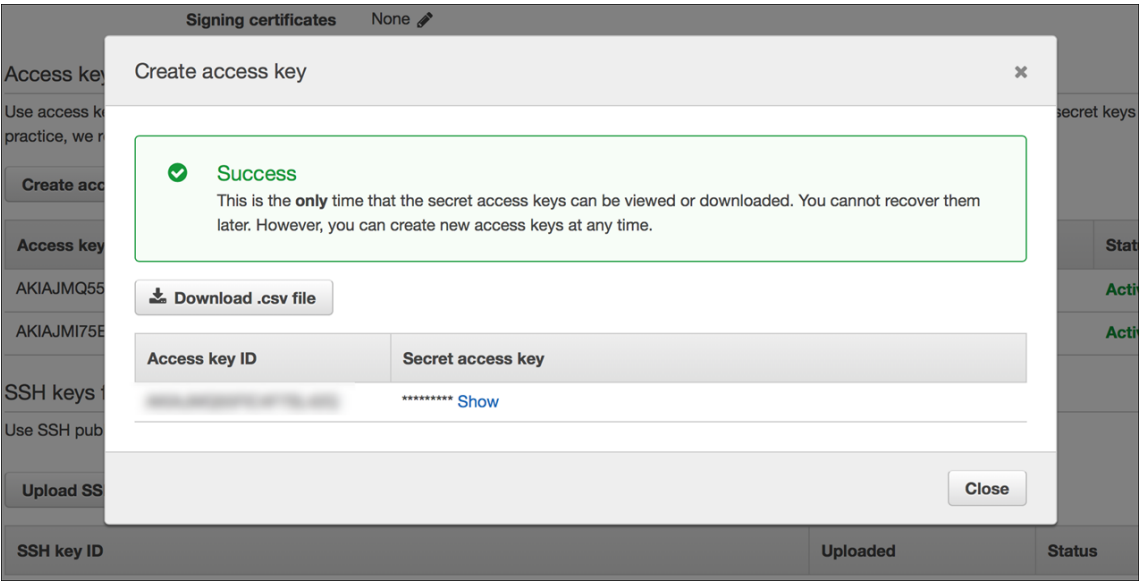 Signing certificates None
Create access key
Access key
Use access k secret keys
practice, we r
Success
This is the only time that the secret access keys can be viewed or downloaded. You cannot recover them
later. However, you can create new access keys at any time.
Create acc
Access key Stat
Download .csv file
AKIAJMQ55 Acti
AKIAJMI75E Acti
Access key ID Secret access key
********* Show
SSH keys f
Use SSH pub
Upload SS
Close
SSH key ID Uploaded Status